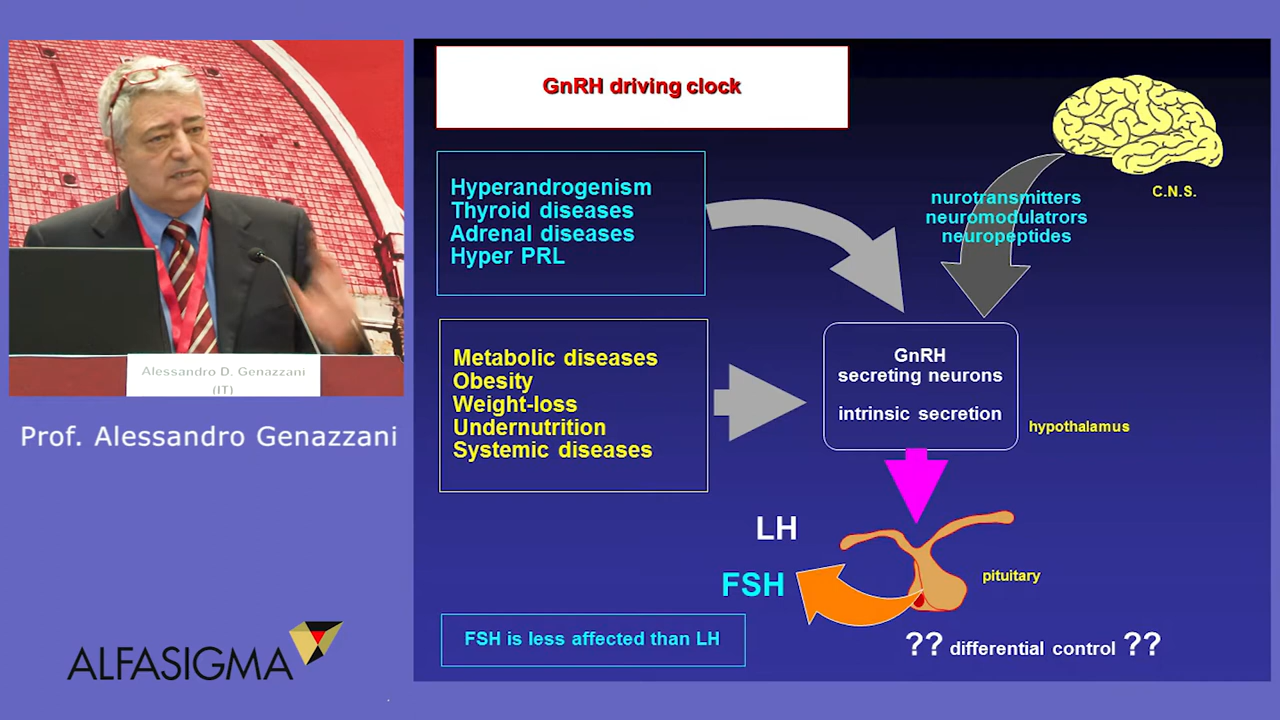 GnRH driving clock
Hyperandrogenism
Thyroid diseases
Adrenal diseases
Hyper PRL
nurotransmitters
neuromodulatrors
neuropeptides
C.N.S.
Metabolic diseases
Obesity
Weight-loss
Undernutrition
Systemic diseases
GnRH
secreting neurons
intrinsic secretion
hypothalamus
LH
FSH
pituitary
FSH is less affected than LH
?? differential control ??
Alessandro D. Genazzani
(IT)
Prof. Alessandro Genazzani
ALFASIGMA